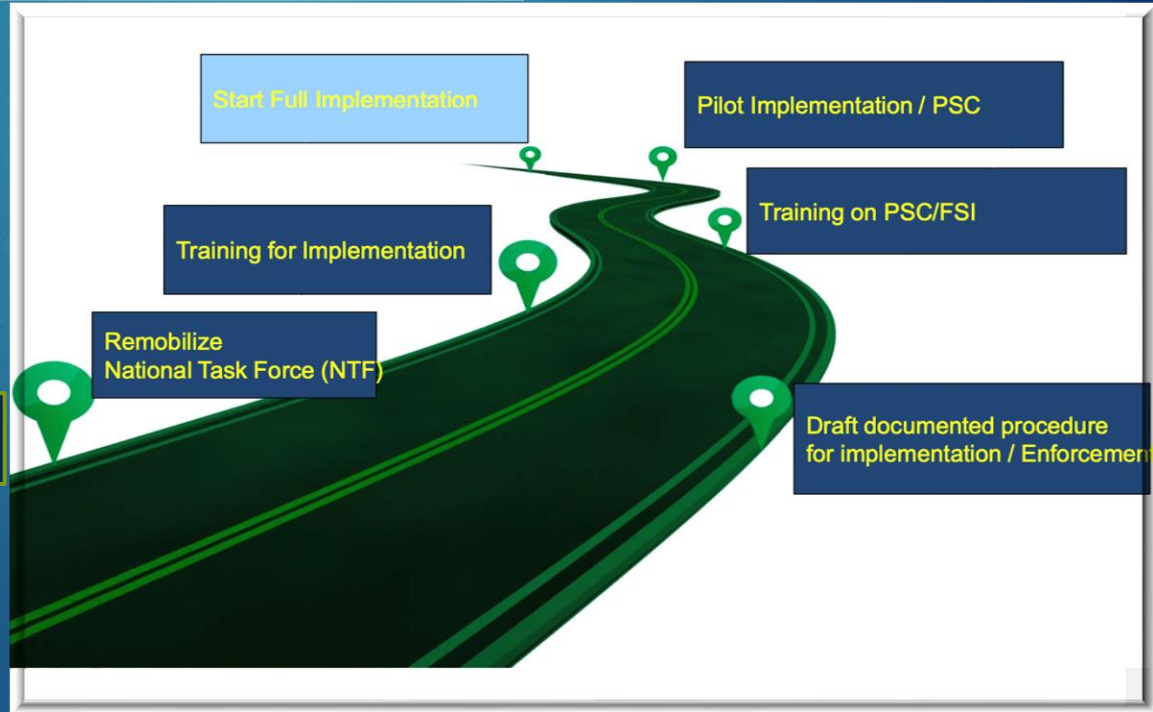 Start Full Implementation
Pilot Implementation / PSC
Training on PSC/FSI
Training for Implementation
Remobilize
National Task Force (NTF)
Draft documented procedure
for implementation / Enforcement